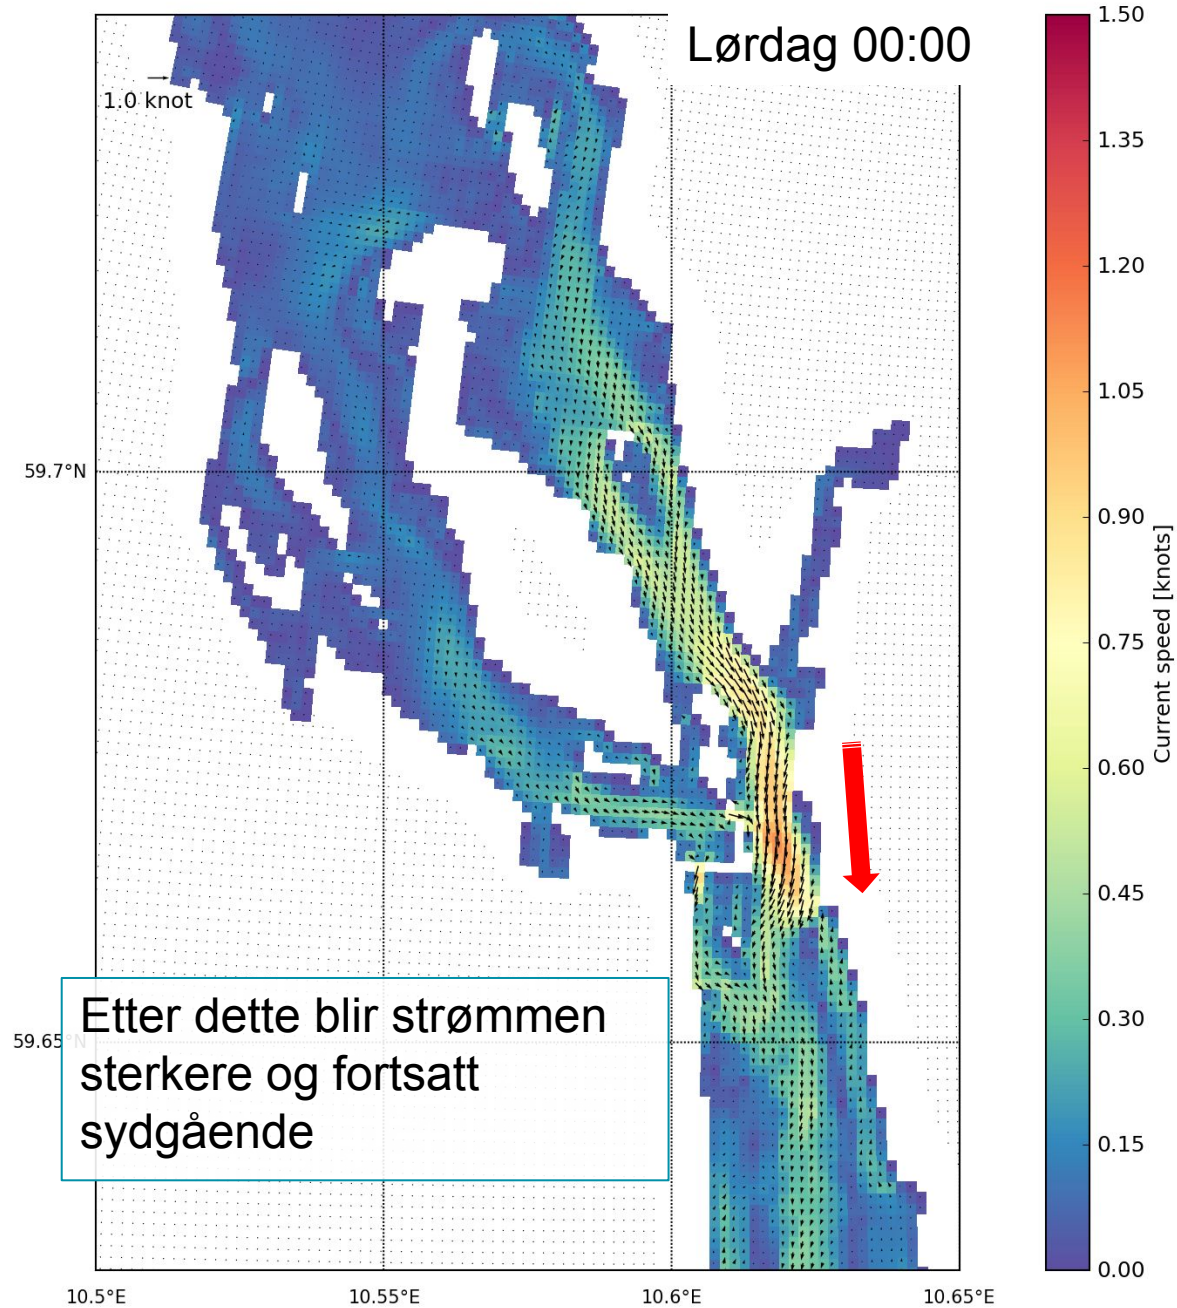 Lørdag 00:00
1.0 knot
59.7°N
59.65°N
Etter dette blir strømmen
sterkere og fortsatt
sydgående
10.5°E
10.55°E
10.6°E
10.65°E
1.50
1.35
1.20
1.05
0.90
0.75
0.60
0.45
0.30
0.15
0.00
Current speed [knots]